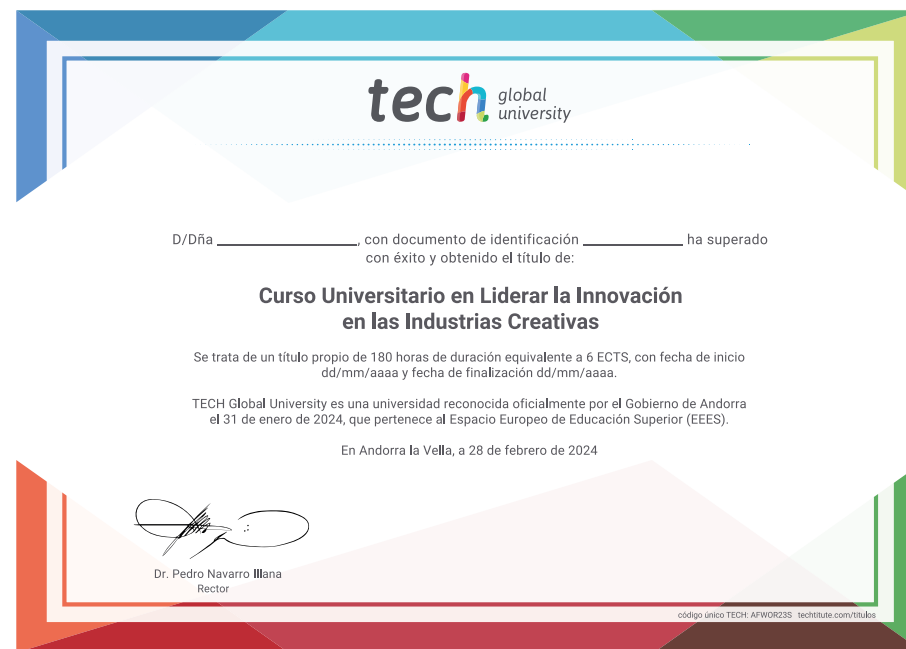 tech global
university
D/Dña ____________, con documento de identificación ____________ ha superado
con éxito y obtenido el título de:
Curso Universitario en Liderar la Innovación
en las Industrias Creativas
Se trata de un título propio de 180 horas de duración equivalente a 6 ECTS, con fecha de inicio
dd/mm/aaaa y fecha de finalización dd/mm/aaaa.
TECH Global University es una universidad reconocida oficialmente por el Gobierno de Andorra
el 31 de enero de 2024, que pertenece al Espacio Europeo de Educación Superior (EEES).
En Andorra la Vella, a 28 de febrero de 2024
Dr. Pedro Navarro Illana
Rector
código único TECH: AFWOR23S techtitute.com/titulos